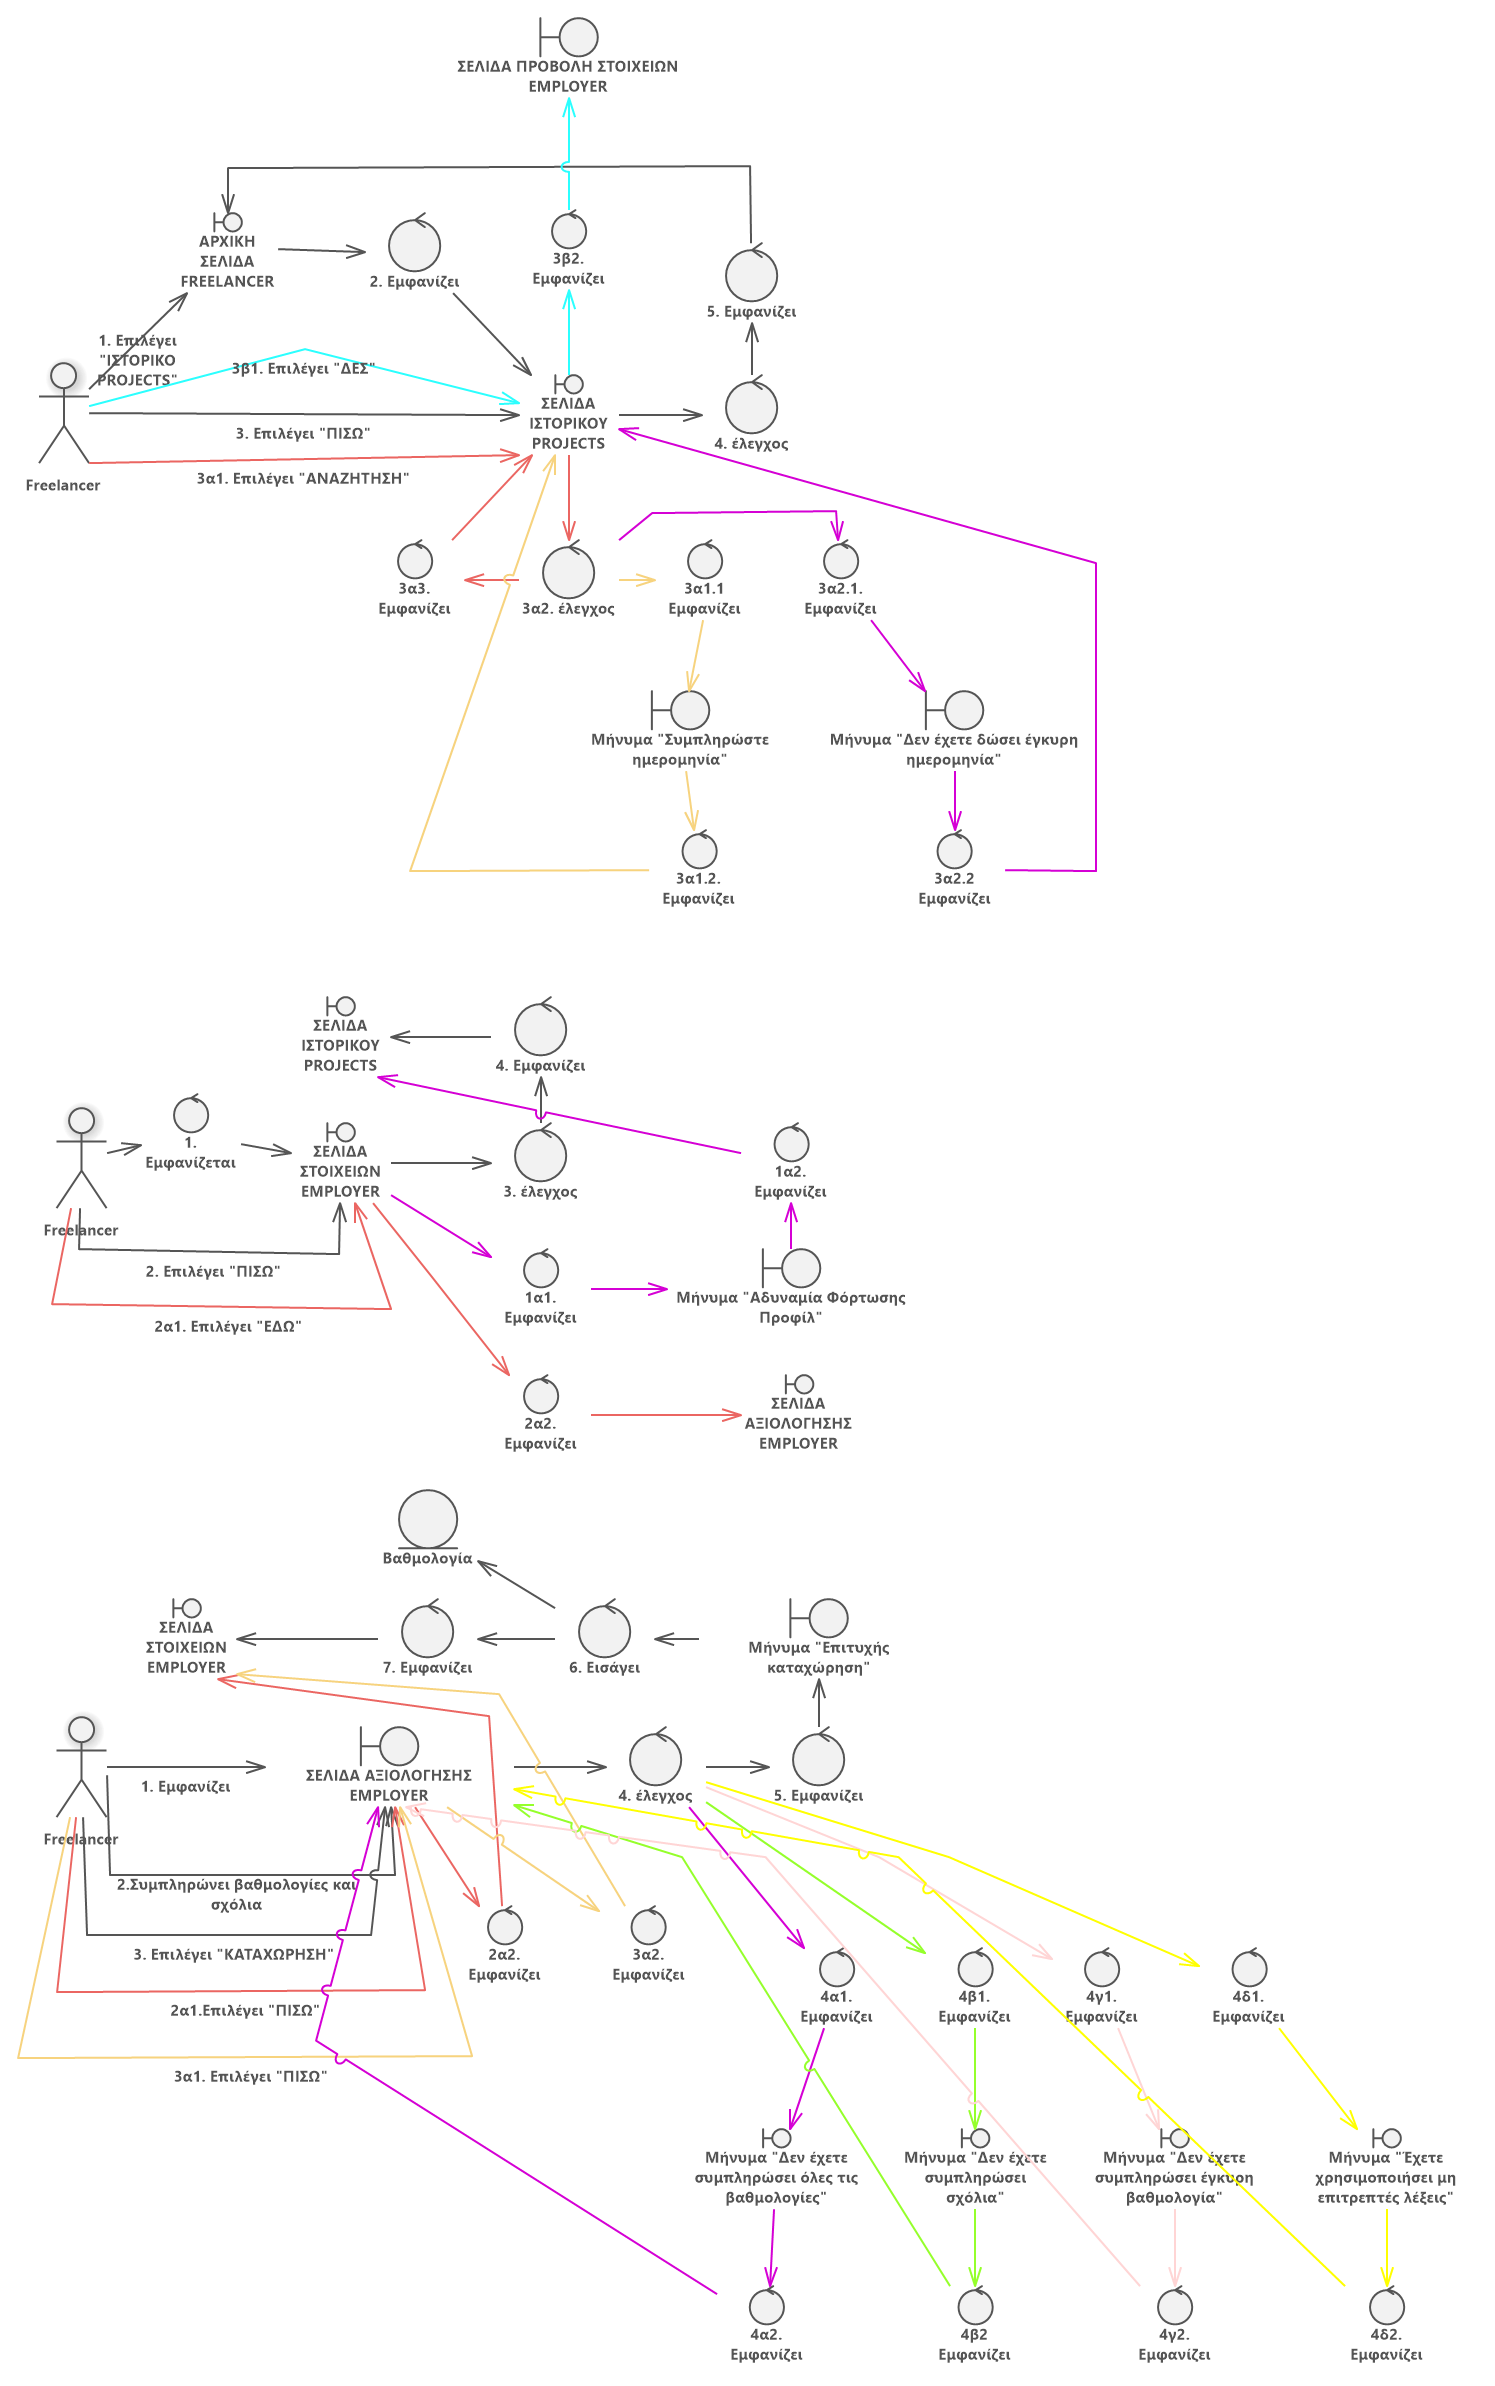 ΣΕΛΙΔΑ ΠΡΟΒΟΛΗ ΣΤΟΙΧΕΙΩΝ
EMPLOYER
ΑΡΧΙΚΗ
ΣΕΛΙΔΑ
FREELANCER
2. Εμφανίζει
3β2.
Εμφανίζει
5. Εμφανίζει
1. Επιλέγει
"ΙΣΤΟΡΙΚΟ
PROJECTS"
3β1. Επιλέγει "ΔΕΣ"
ΣΕΛΙΔΑ
ΙΣΤΟΡΙΚΟΥ
PROJECTS
3. Επιλέγει "ΠΙΣΩ"
4. έλεγχος
3α1. Επιλέγει "ΑΝΑΖΗΤΗΣΗ"
Freelancer
3α3.
Εμφανίζει
3α2. έλεγχος
3α1.1
Εμφανίζει
3α2.1.
Εμφανίζει
Μήνυμα "Συμπληρώστε
ημερομηνία"
Μήνυμα "Δεν έχετε δώσει έγκυρη
ημερομηνία"
3α1.2.
Εμφανίζει
3α2.2
Εμφανίζει
ΣΕΛΙΔΑ
ΙΣΤΟΡΙΚΟΥ
PROJECTS
4. Εμφανίζει
1.
Εμφανίζεται
ΣΕΛΙΔΑ
ΣΤΟΙΧΕΙΩΝ
EMPLOYER
3. έλεγχος
1α2.
Εμφανίζει
Freelancer
2. Επιλέγει "ΠΙΣΩ"
1α1.
Εμφανίζει
Μήνυμα "Αδυναμία Φόρτωσης
Προφίλ"
2α1. Επιλέγει "ΕΔΩ"
2α2.
Εμφανίζει
ΣΕΛΙΔΑ
ΑΞΙΟΛΟΓΗΣΗΣ
EMPLOYER
Βαθμολογία
ΣΕΛΙΔΑ
ΣΤΟΙΧΕΙΩΝ
EMPLOYER
7. Εμφανίζει
6. Εισάγει
Μήνυμα "Επιτυχής
καταχώρηση"
1. Εμφανίζει
ΣΕΛΙΔΑ ΑΞΙΟΛΟΓΗΣΗΣ
EMPLOYER
4. έλεγχος
5. Εμφανίζει
Freelancer
2.Συμπληρώνει βαθμολογίες και
σχόλια
3. Επιλέγει "ΚΑΤΑΧΩΡΗΣΗ"
2α2.
Εμφανίζει
3α2.
Εμφανίζει
2α1.Επιλέγει "ΠΙΣΩ"
4α1.
Εμφανίζει
4β1.
Εμφανίζει
4γ1.
Εμφανίζει
4δ1.
Εμφανίζει
3α1. Επιλέγει "ΠΙΣΩ"
Μήνυμα "Δεν έχετε
συμπληρώσει όλες τις
βαθμολογίες"
Μήνυμα "Δεν έχετε
συμπληρώσει
σχόλια"
Μήνυμα "Δεν έχετε
συμπληρώσει έγκυρη
βαθμολογία"
Μήνυμα "Έχετε
χρησιμοποιήσει μη
επιτρεπτές λέξεις"
4α2.
Εμφανίζει
4β2
Εμφανίζει
4γ2.
Εμφανίζει
4δ2.
Εμφανίζει